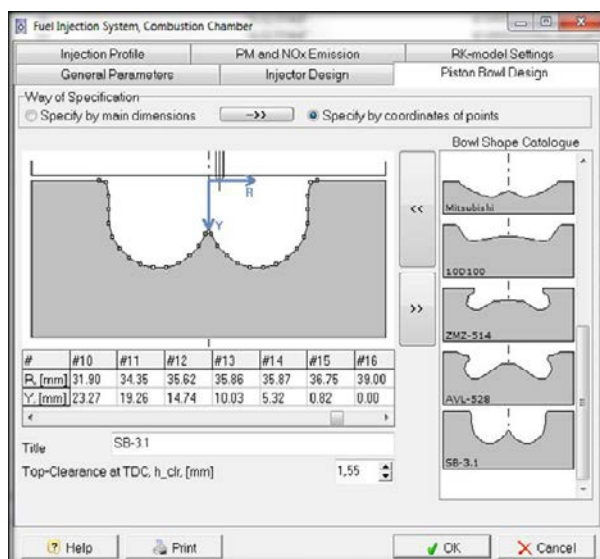 Fuel Injection System, Combustion Chamber
Injection Profile PM and NOx Emission RK-model Settings
General Parameters Injector Design Piston Bowl Design
Way of Specification
Specify by main dimensions -->> Specify by coordinates of points
Bowl Shape Catalogue
R
Y
<<
>>
Mitsubishi
10D100
ZMZ-514
AVL-528
SB-3.1
# #10 #11 #12 #13 #14 #15 #16
R, [mm] 31.90 34.35 35.62 35.86 35.87 36.75 39.00
Y, [mm] 23.27 19.26 14.74 10.03 5.32 0.82 0.00
Title SB-3.1
Top-Clearance at TDC, h_clr, [mm] 1,55
? Help Print OK Cancel